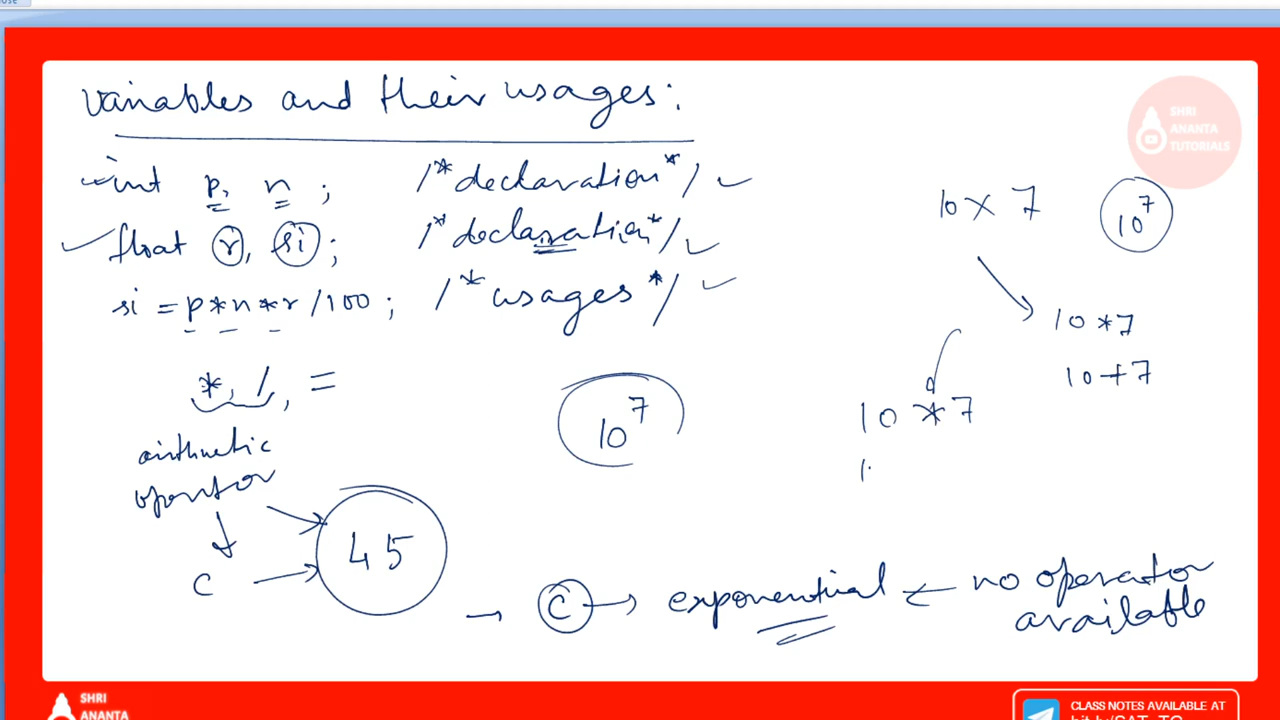 variables and their usages:
int p, n ; /*declaration*/
float r, si ; /*declaration*/
si = p*n*r/100 ; /*usages*/
*, /, =
arithmetic
operator
C
45
10^7
10 x 7
10^7
10 *7
10+7
10 *7
1
C → exponential ← no operator
available
SHRI
ANANTA
TUTORIALS
SHRI
ANANTA
CLASS NOTES AVAILABLE AT